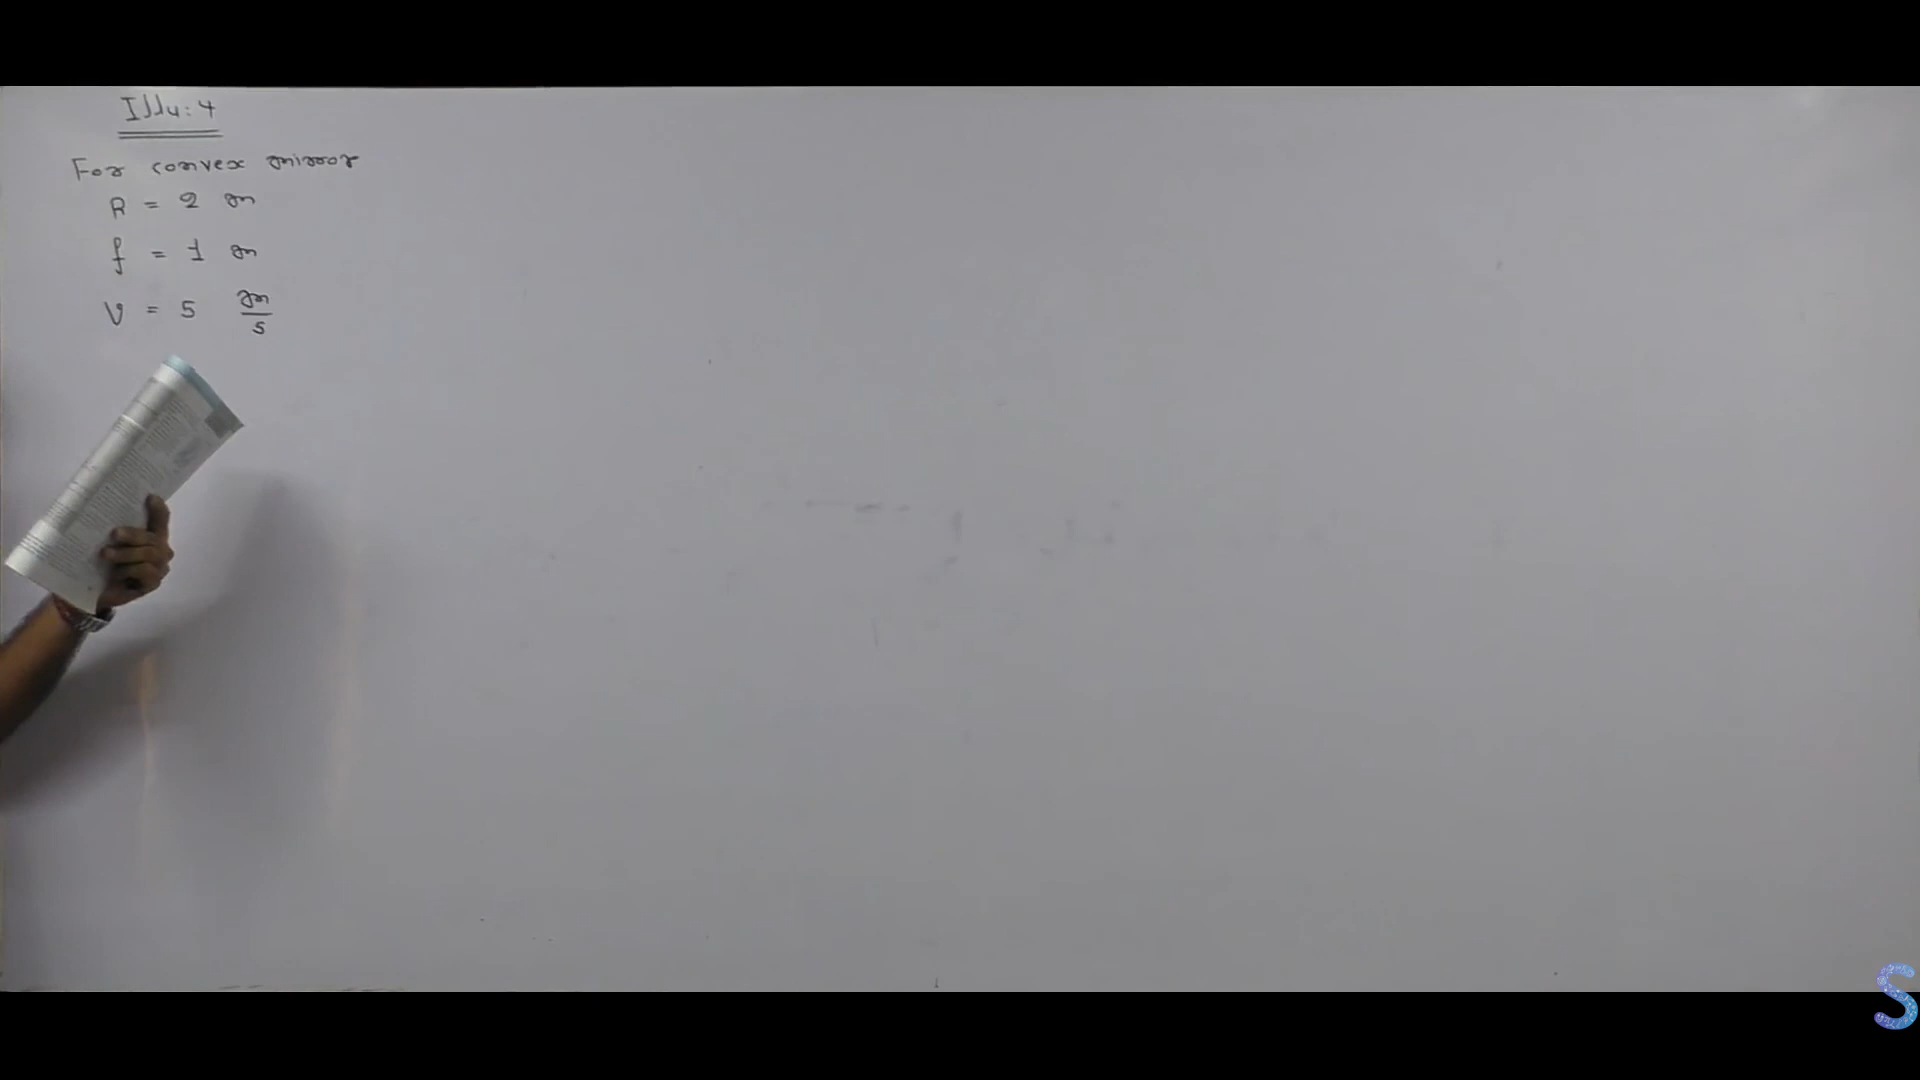 Illu: 4
For convex mirror
R = 2 m
f = 1 m
v = 5 m/s
S